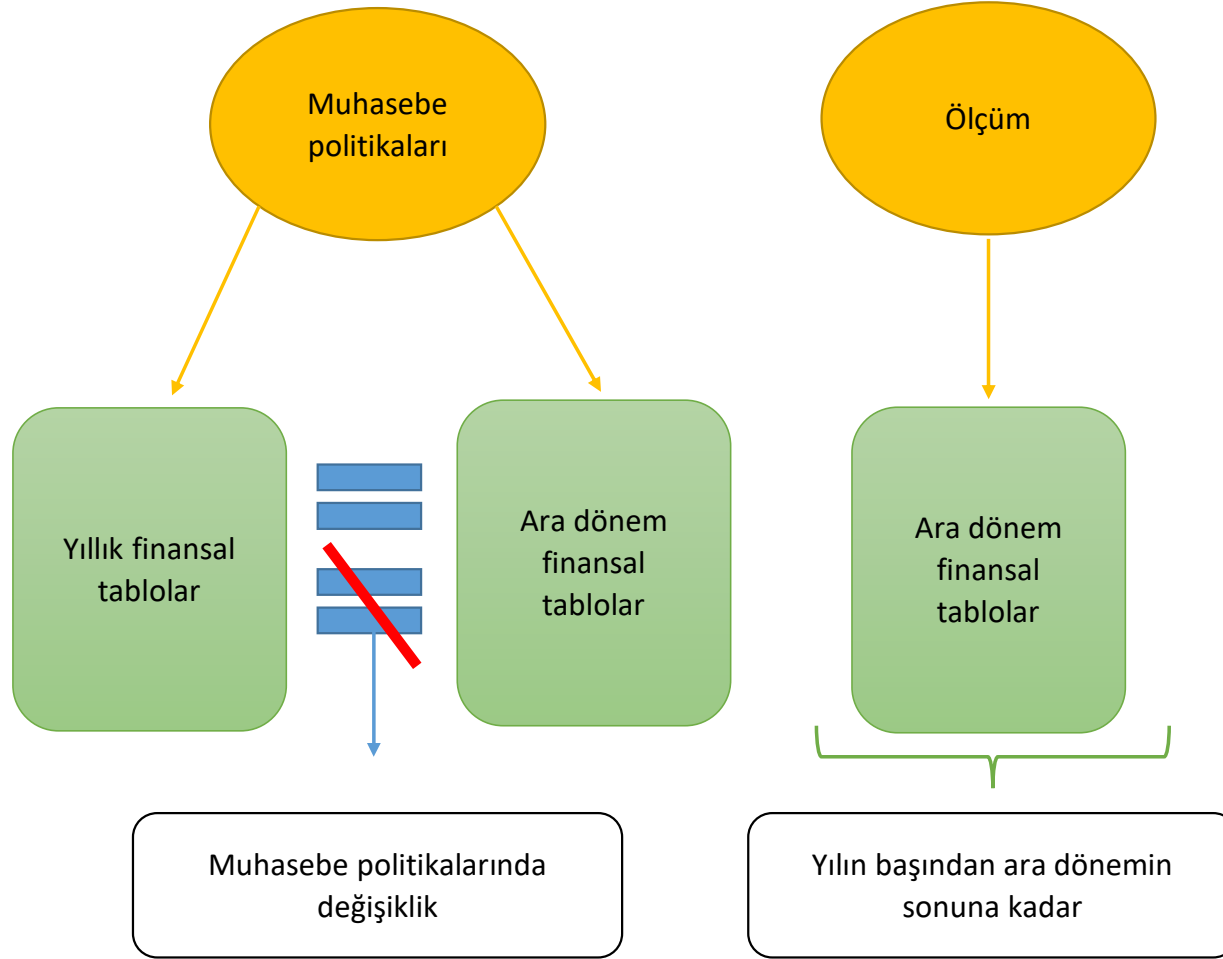 Muhasebe
politikaları
Ölçüm
Yıllık finansal
tablolar
Ara dönem
finansal
tablolar
Ara dönem
finansal
tablolar
Muhasebe politikalarında
değişiklik
Yılın başından ara dönemin
sonuna kadar